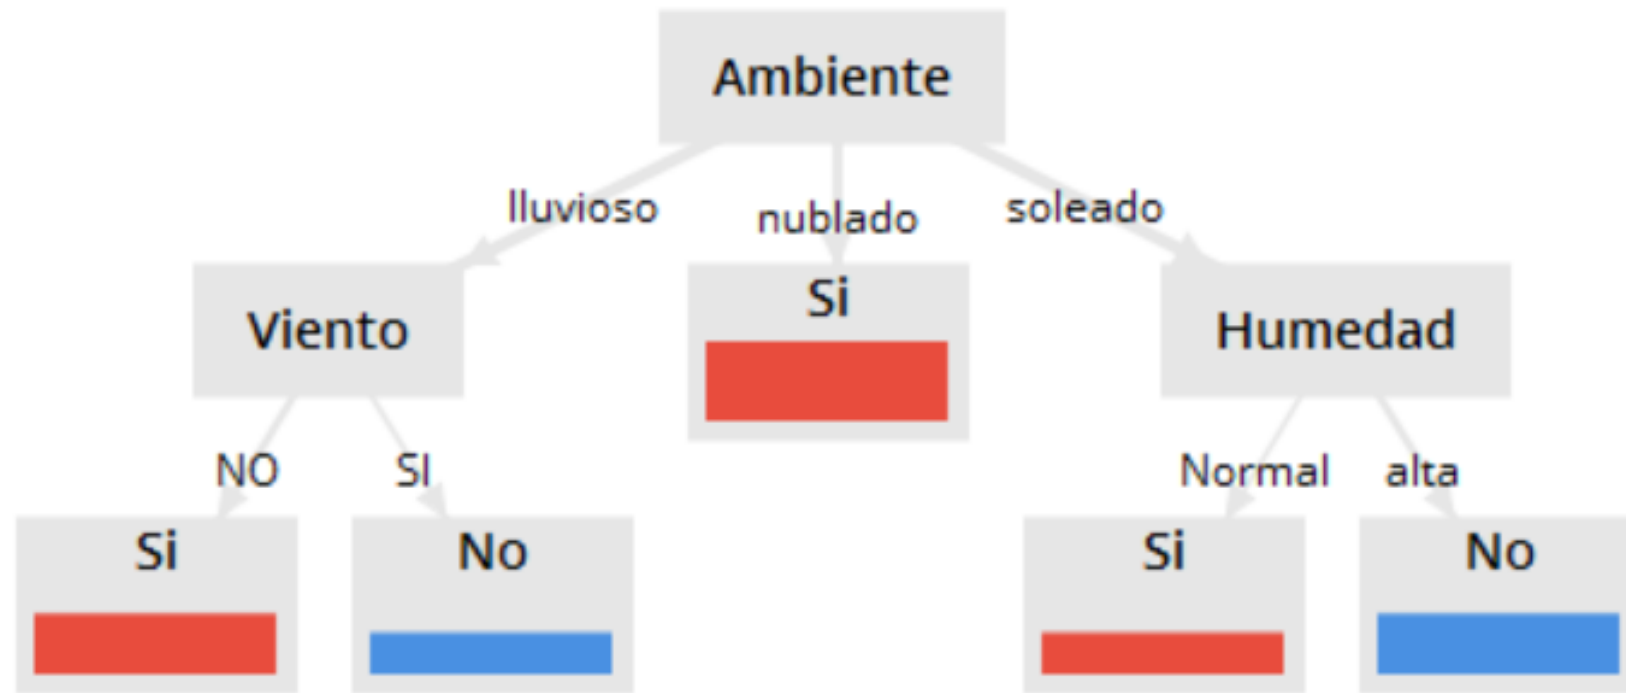 Ambiente
lluvioso
nublado
soleado
Viento
Si
Humedad
NO
SI
Normal
alta
Si
No
Si
No